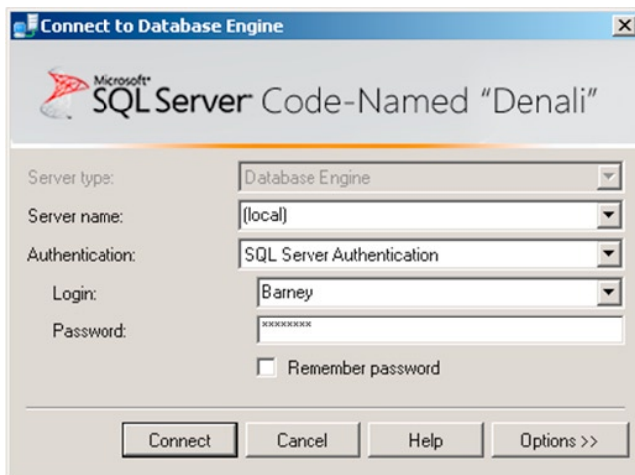 Connect to Database Engine
Microsoft®
SQL Server Code-Named "Denali"
Server type: Database Engine
Server name: (local)
Authentication: SQL Server Authentication
Login: Barney
Password: ××××××××
Remember password
Connect Cancel Help Options >>